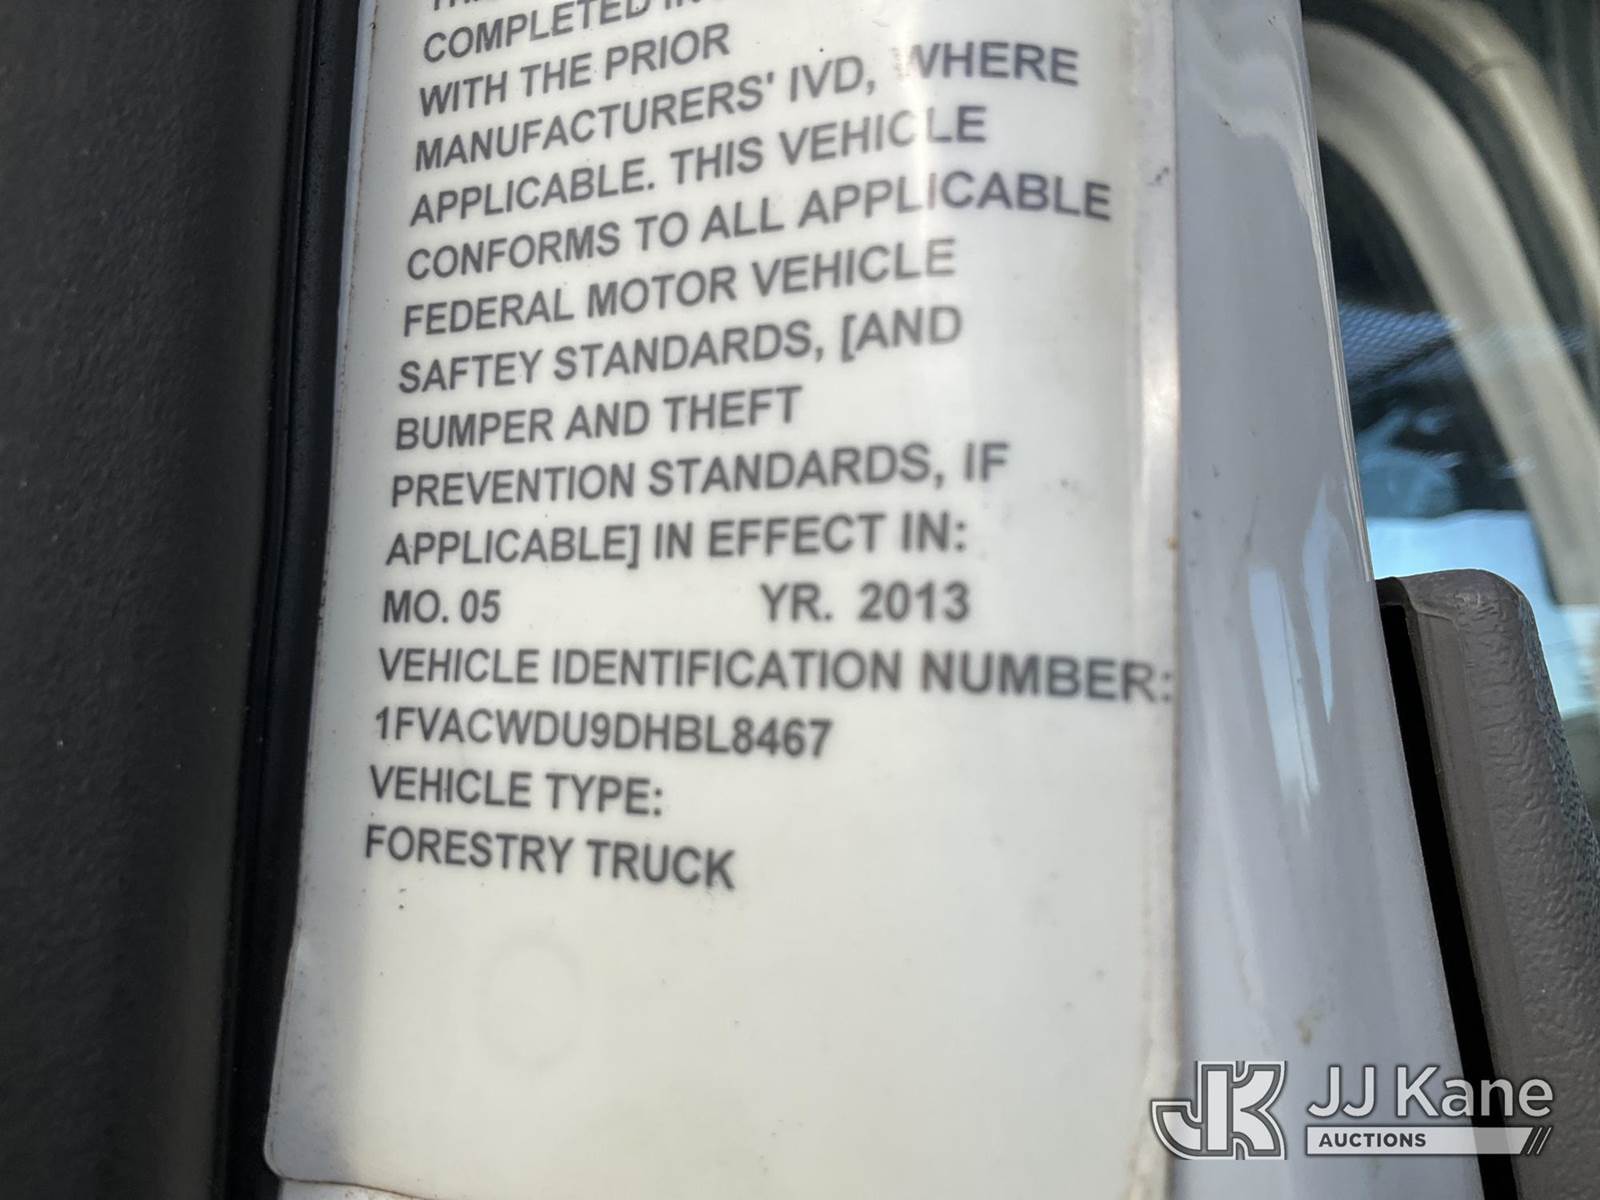 COMPLETED IN
WITH THE PRIOR
MANUFACTURERS' IVD, WHERE
APPLICABLE. THIS VEHICLE
CONFORMS TO ALL APPLICABLE
FEDERAL MOTOR VEHICLE
SAFTEY STANDARDS, [AND
BUMPER AND THEFT
PREVENTION STANDARDS, IF
APPLICABLE] IN EFFECT IN:
MO. 05 YR. 2013
VEHICLE IDENTIFICATION NUMBER:
1FVACWDU9DHBL8467
VEHICLE TYPE:
FORESTRY TRUCK
JK JJ Kane
AUCTIONS